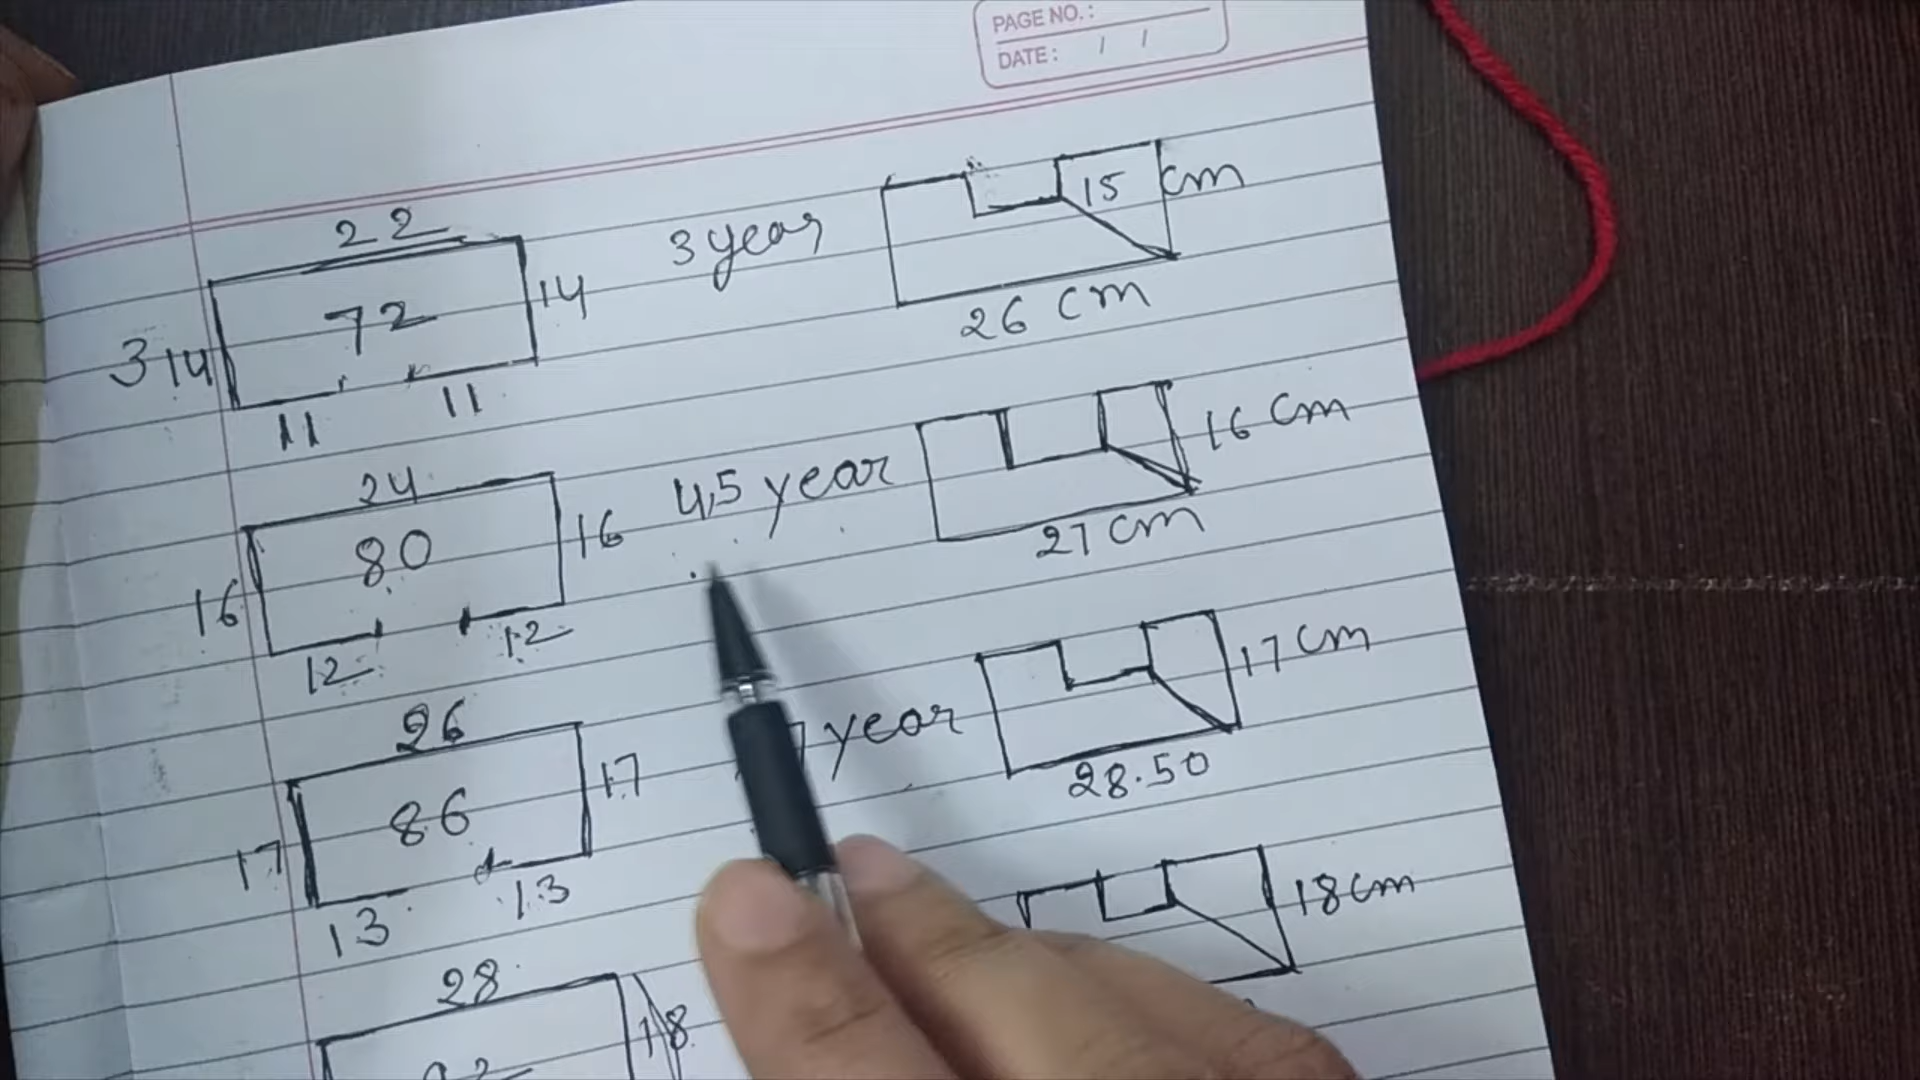 PAGE NO. :
DATE : / /
22
3 14 72 14 3 year 15 cm
11 11 26 cm
24
16 80 16 4,5 year 16 cm
12 12 27 cm
26
17 86 17 year 17 cm
13 13 28.50
28
18 18 cm